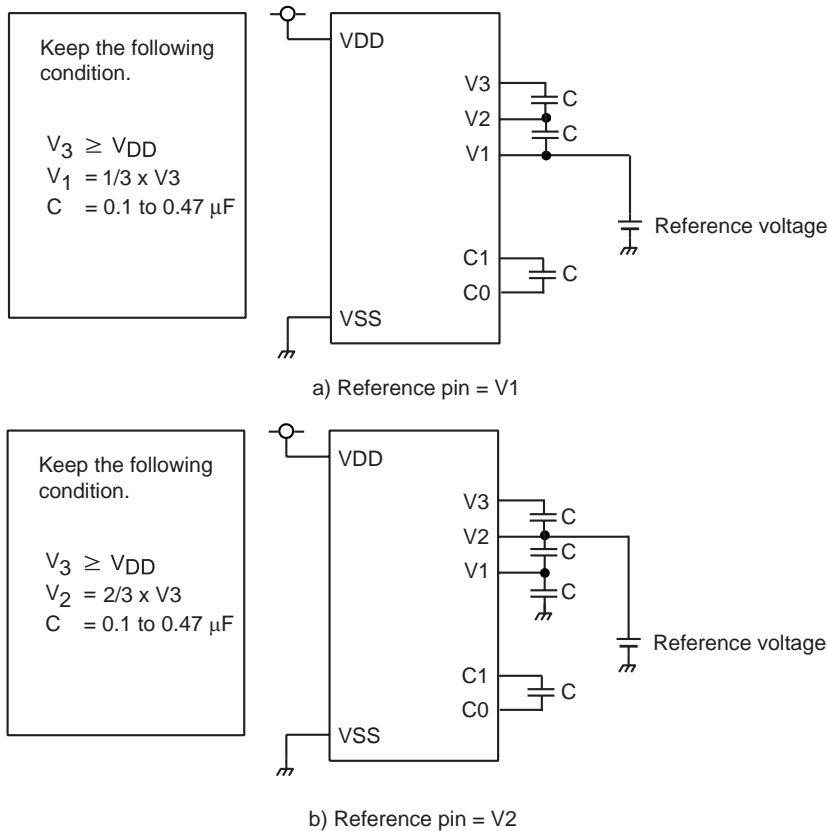 Keep the following
condition.
V3 ≥ VDD
V1 = 1/3 x V3
C = 0.1 to 0.47 μF
VDD
V3
C
V2
C
V1
Reference voltage
C1
C
C0
VSS
a) Reference pin = V1
Keep the following
condition.
V3 ≥ VDD
V2 = 2/3 x V3
C = 0.1 to 0.47 μF
VDD
V3
C
V2
C
V1
C
Reference voltage
C1
C
C0
VSS
b) Reference pin = V2